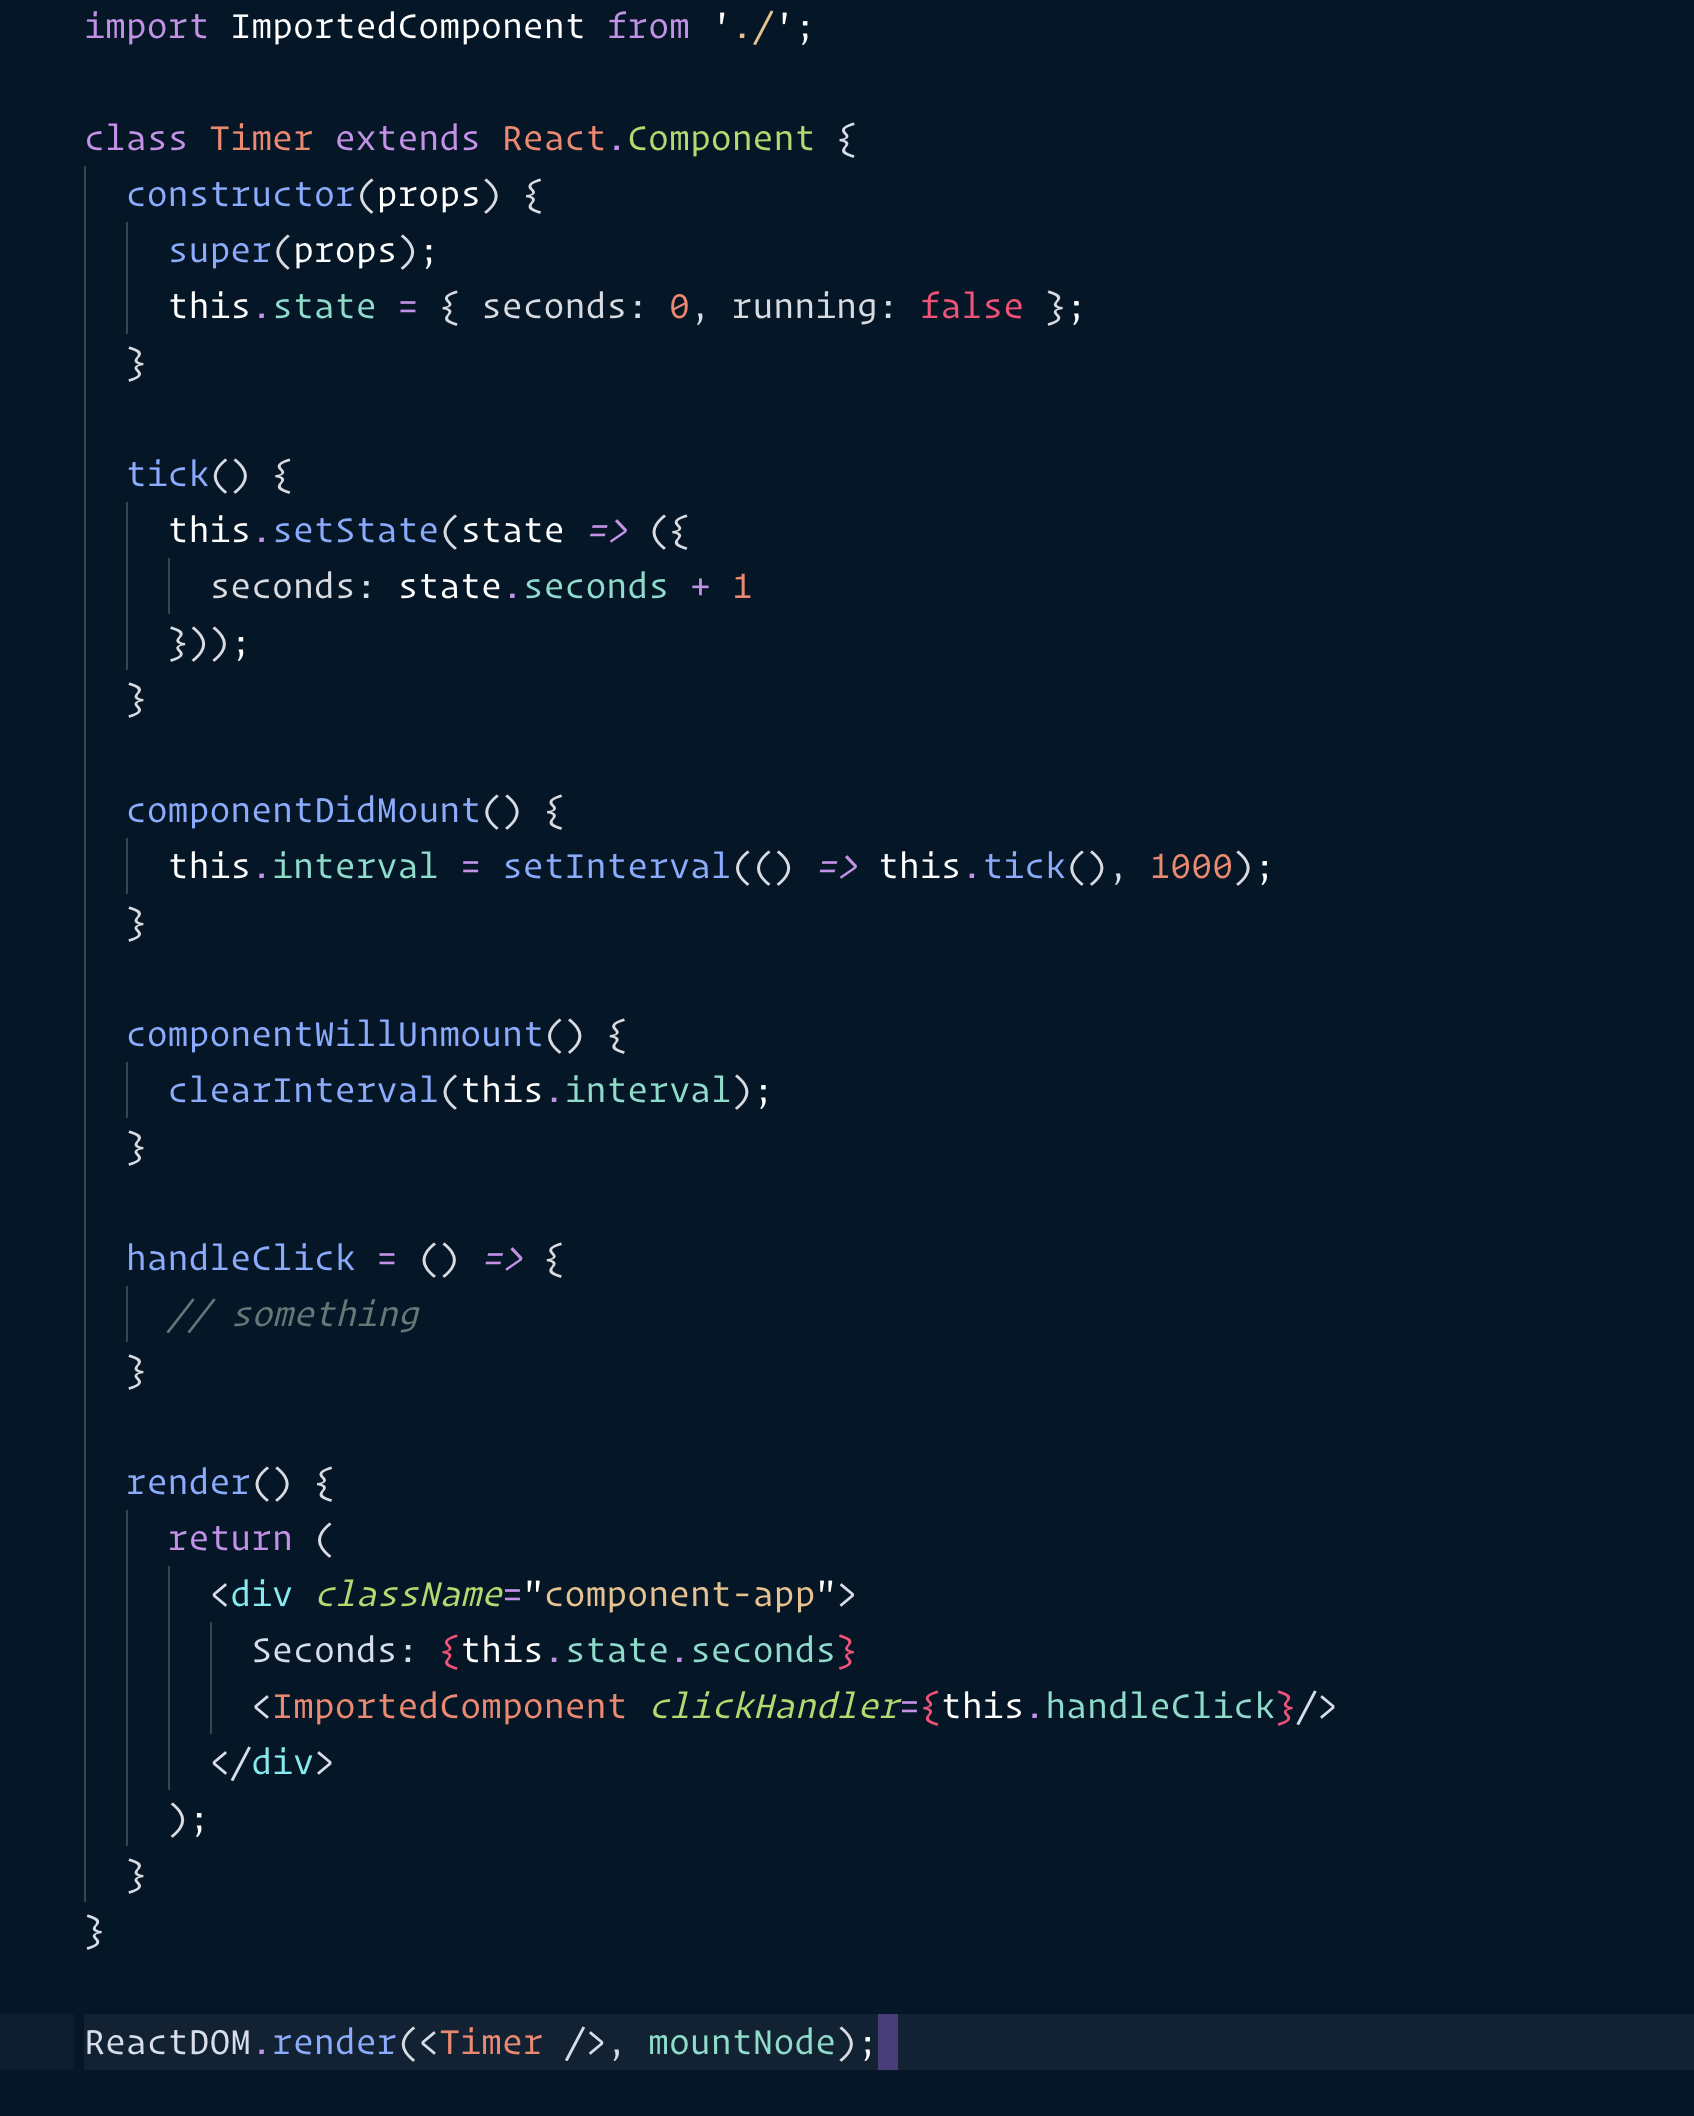 import ImportedComponent from './';
class Timer extends React.Component {
constructor(props) {
super(props);
this.state = { seconds: 0, running: false };
}
tick() {
this.setState(state => ({
seconds: state.seconds + 1
}));
}
componentDidMount() {
this.interval = setInterval(() => this.tick(), 1000);
}
componentWillUnmount() {
clearInterval(this.interval);
}
handleClick = () => {
// something
}
render() {
return (
<div className="component-app">
Seconds: {this.state.seconds}
<ImportedComponent clickHandler={this.handleClick}/>
</div>
);
}
}
ReactDOM.render(<Timer />, mountNode);